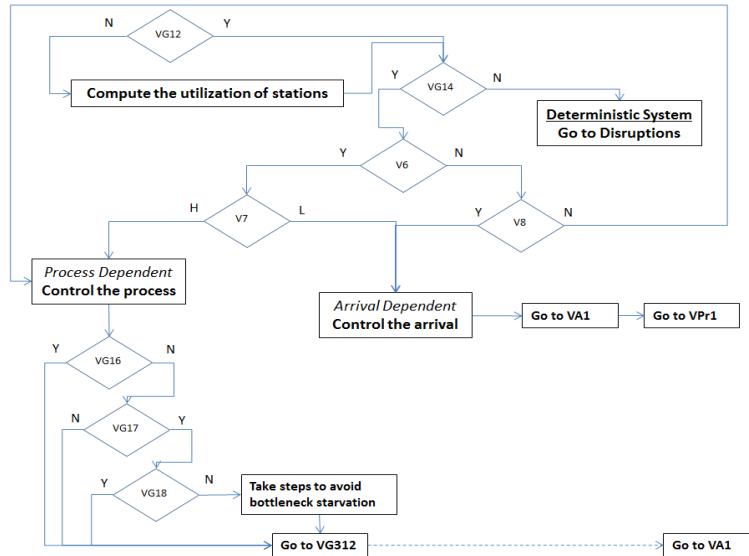 N
Y
VG12
Compute the utilization of stations
Y
N
VG14
Deterministic System
Go to Disruptions
Y
N
V6
H
L
V7
Y
N
V8
Process Dependent
Control the process
Arrival Dependent
Control the arrival
Go to VA1
Go to VPr1
Y
N
VG16
N
Y
VG17
Y
N
VG18
Take steps to avoid
bottleneck starvation
Go to VG312
Go to VA1